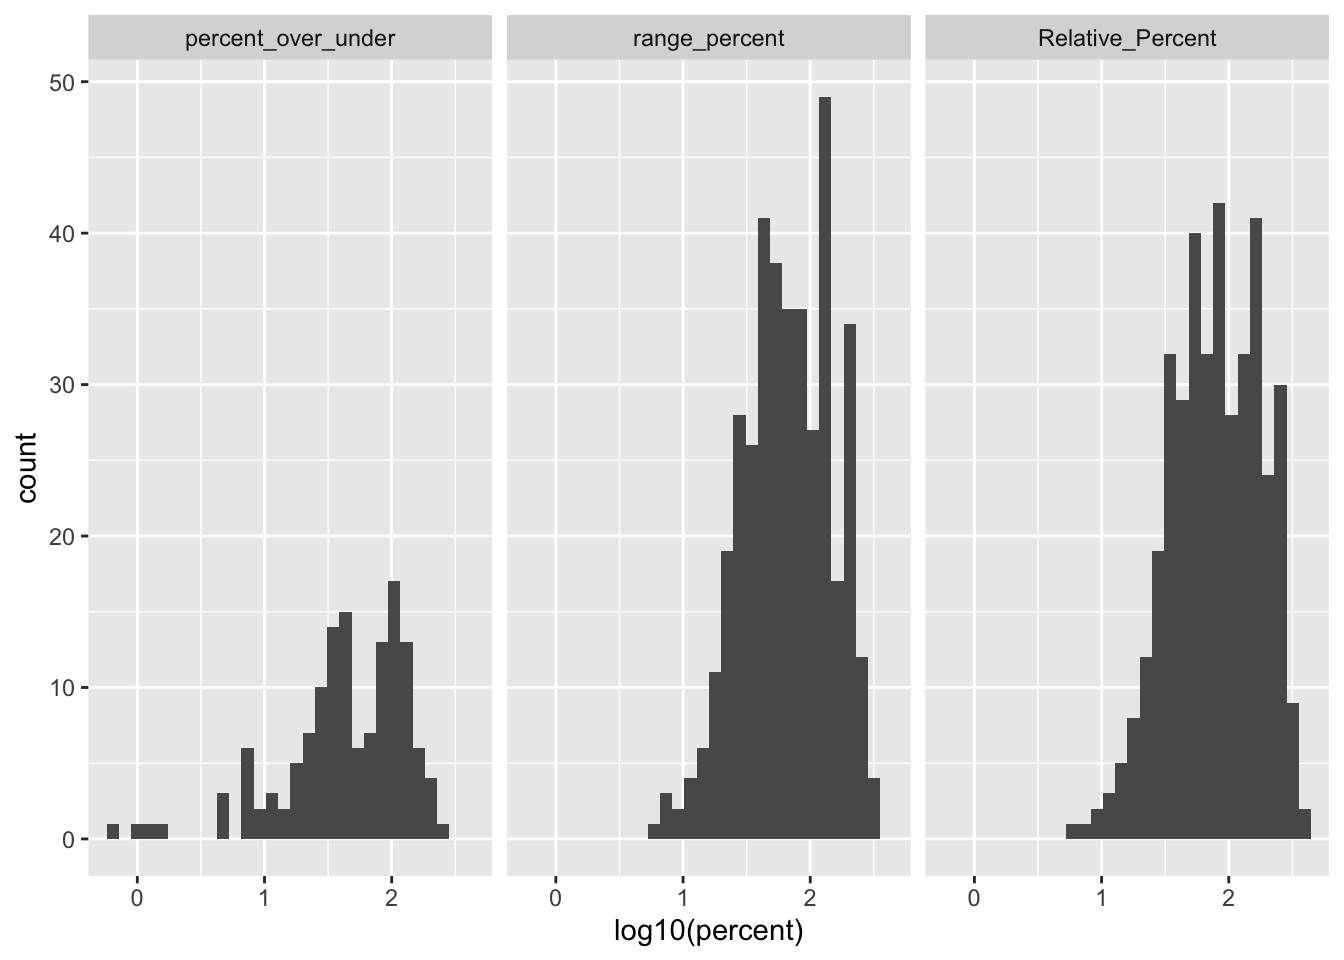 percent_over_under
range_percent
Relative_Percent
50
40
30
20
10
0
count
0 1 2
0 1 2
0 1 2
log10(percent)